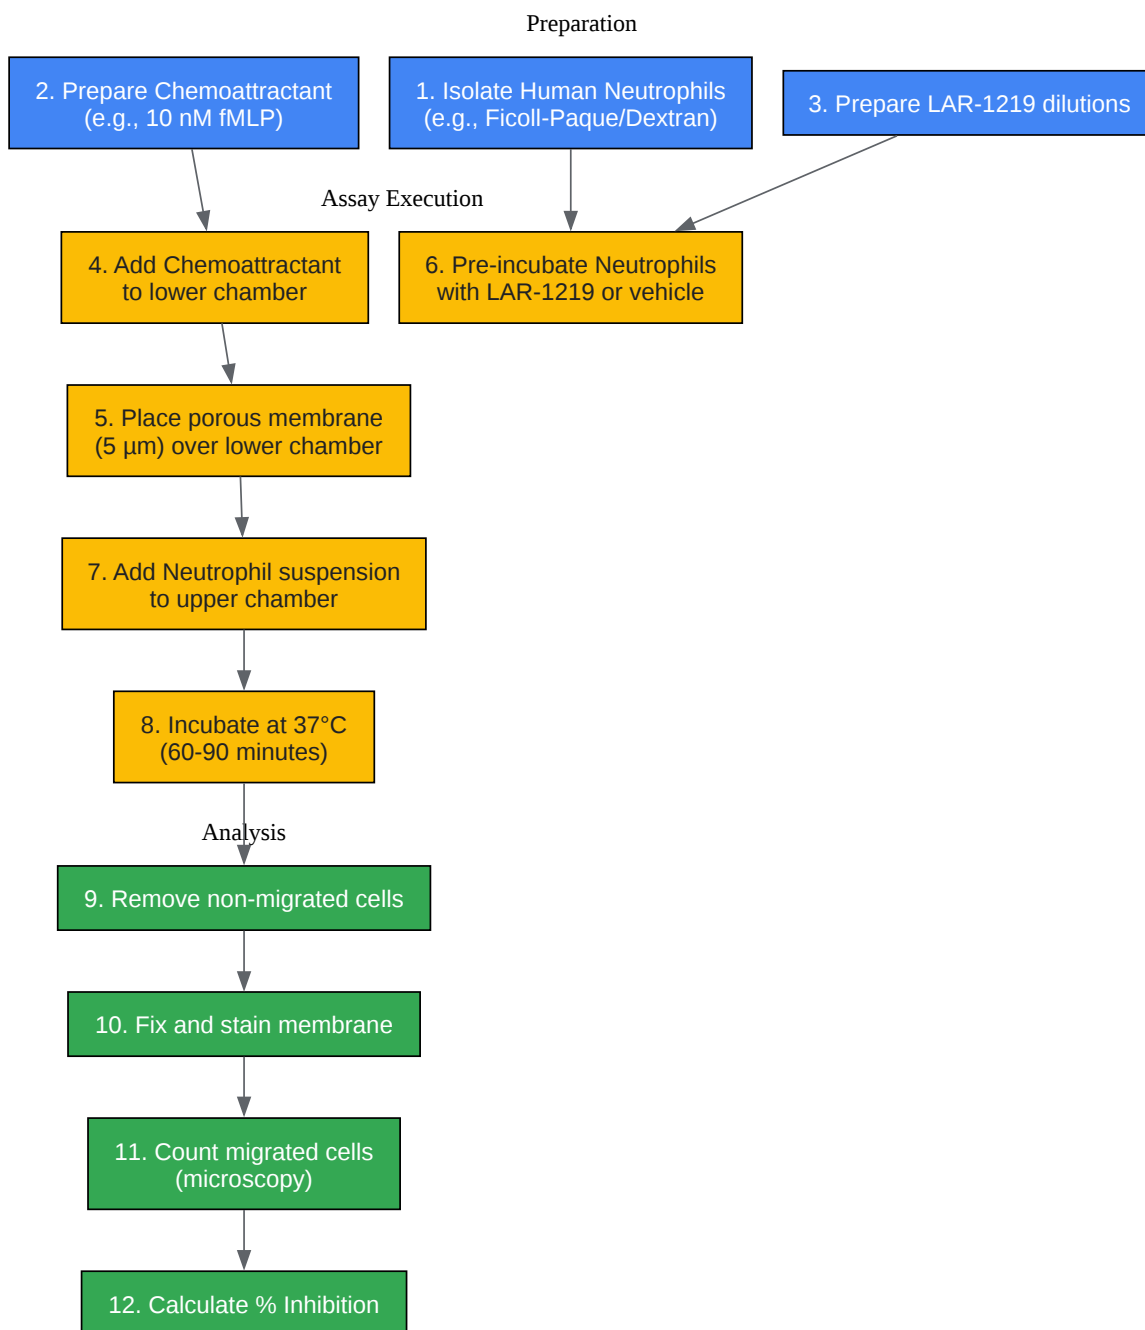 Preparation
2. Prepare Chemoattractant
(e.g., 10 nM fMLP)
1. Isolate Human Neutrophils
(e.g., Ficoll-Paque/Dextran)
3. Prepare LAR-1219 dilutions
Assay Execution
4. Add Chemoattractant
to lower chamber
6. Pre-incubate Neutrophils
with LAR-1219 or vehicle
5. Place porous membrane
(5 µm) over lower chamber
7. Add Neutrophil suspension
to upper chamber
8. Incubate at 37°C
(60-90 minutes)
Analysis
9. Remove non-migrated cells
10. Fix and stain membrane
11. Count migrated cells
(microscopy)
12. Calculate % Inhibition